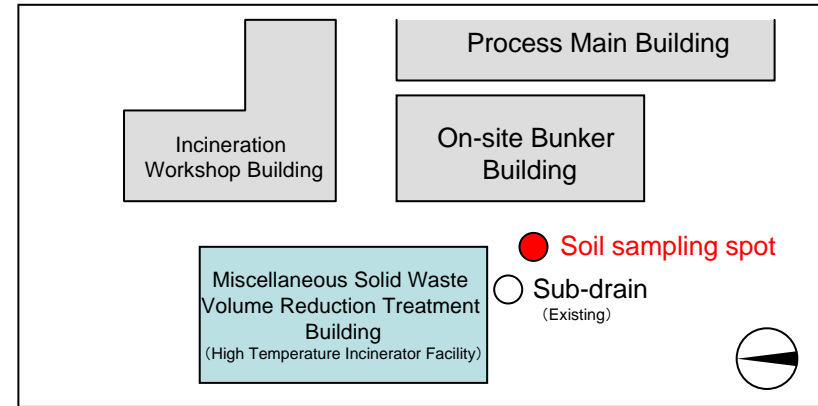 Process Main Building
Incineration
Workshop Building
On-site Bunker
Building
Soil sampling spot
Sub-drain
（Existing）
Miscellaneous Solid Waste
Volume Reduction Treatment
Building
（High Temperature Incinerator Facility）